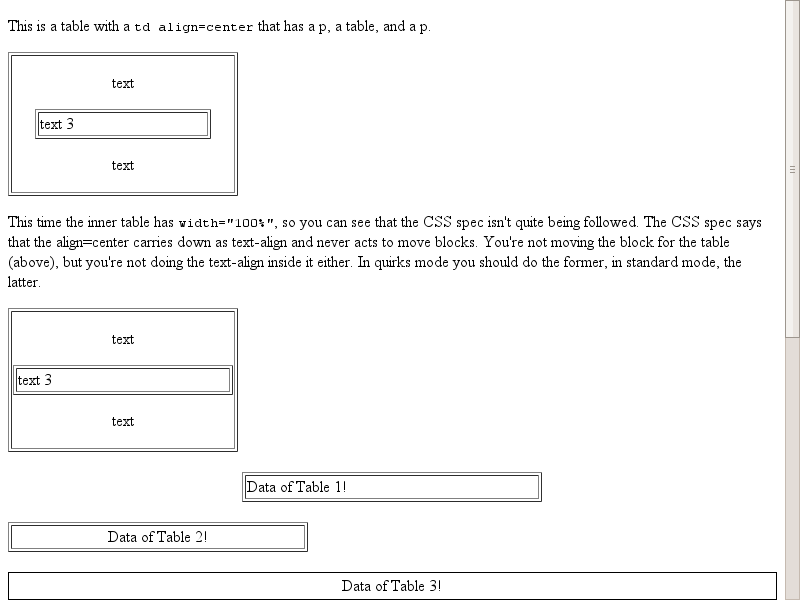 This is a table with a td align=center that has a p, a table, and a p.
text
text 3
text
This time the inner table has width="100%", so you can see that the CSS spec isn't quite being followed. The CSS spec says
that the align=center carries down as text-align and never acts to move blocks. You're not moving the block for the table
(above), but you're not doing the text-align inside it either. In quirks mode you should do the former, in standard mode, the
latter.
text
text 3
text
Data of Table 1!
Data of Table 2!
Data of Table 3!